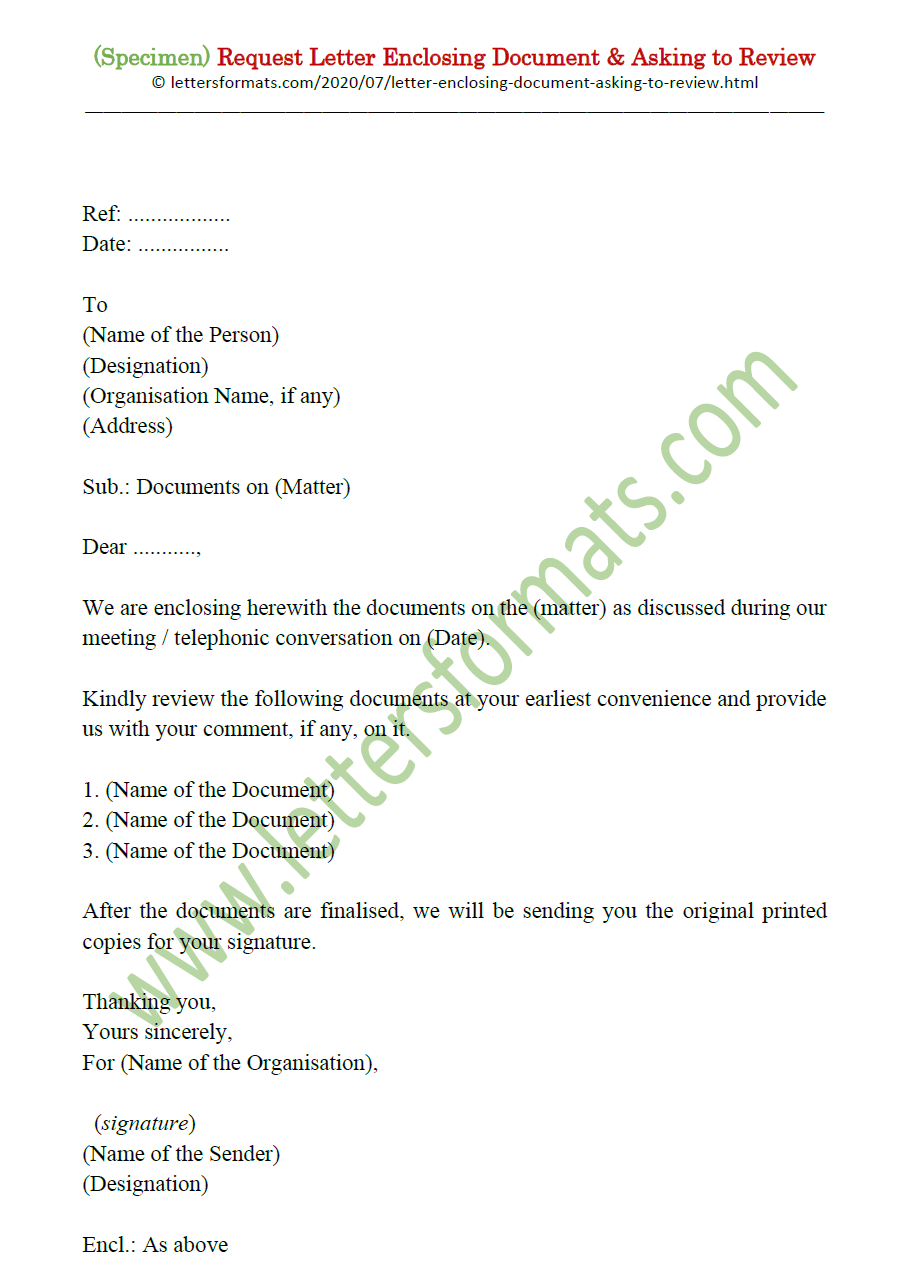 (Specimen) Request Letter Enclosing Document & Asking to Review
© lettersformats.com/2020/07/letter-enclosing-document-asking-to-review.html
Ref: ..................
Date: ................
To
(Name of the Person)
(Designation)
(Organisation Name, if any)
(Address)
Sub.: Documents on (Matter)
Dear ...........,
We are enclosing herewith the documents on the (matter) as discussed during our
meeting / telephonic conversation on (Date).
Kindly review the following documents at your earliest convenience and provide
us with your comment, if any, on it.
1. (Name of the Document)
2. (Name of the Document)
3. (Name of the Document)
After the documents are finalised, we will be sending you the original printed
copies for your signature.
Thanking you,
Yours sincerely,
For (Name of the Organisation),
(signature)
(Name of the Sender)
(Designation)
Encl.: As above
www.lettersformats.com